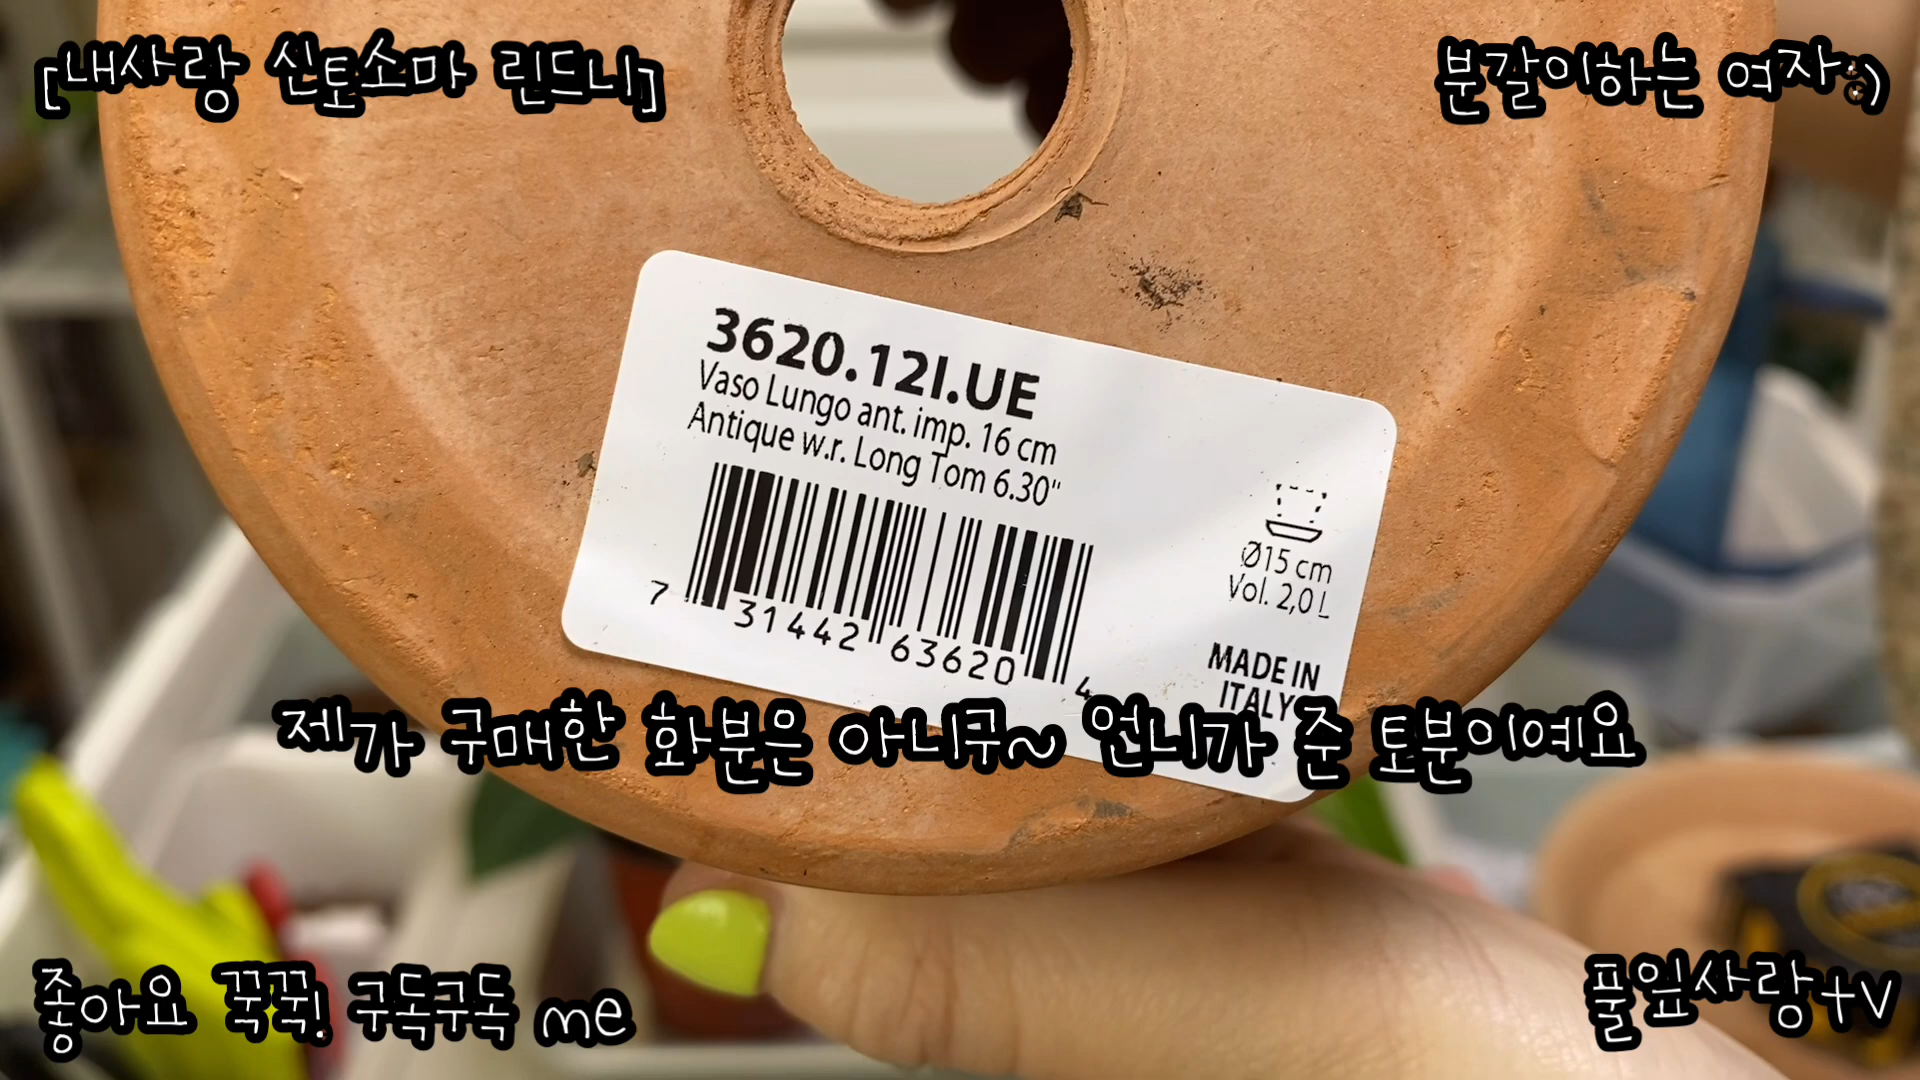 [내사랑 싱토소마 린드니]
분갈이하는 여자:)
3620.12I.UE
Vaso Lungo ant. imp. 16 cm
Antique w.r. Long Tom 6.30"
Ø15 cm
Vol. 2,0 L
7 31442 63620 4
MADE IN
ITALY
제가 구매한 화분은 아니쿠~ 언니가 준 토분이예요
좋아요 꾹꾹! 구독구독 me
풀잎사랑tv